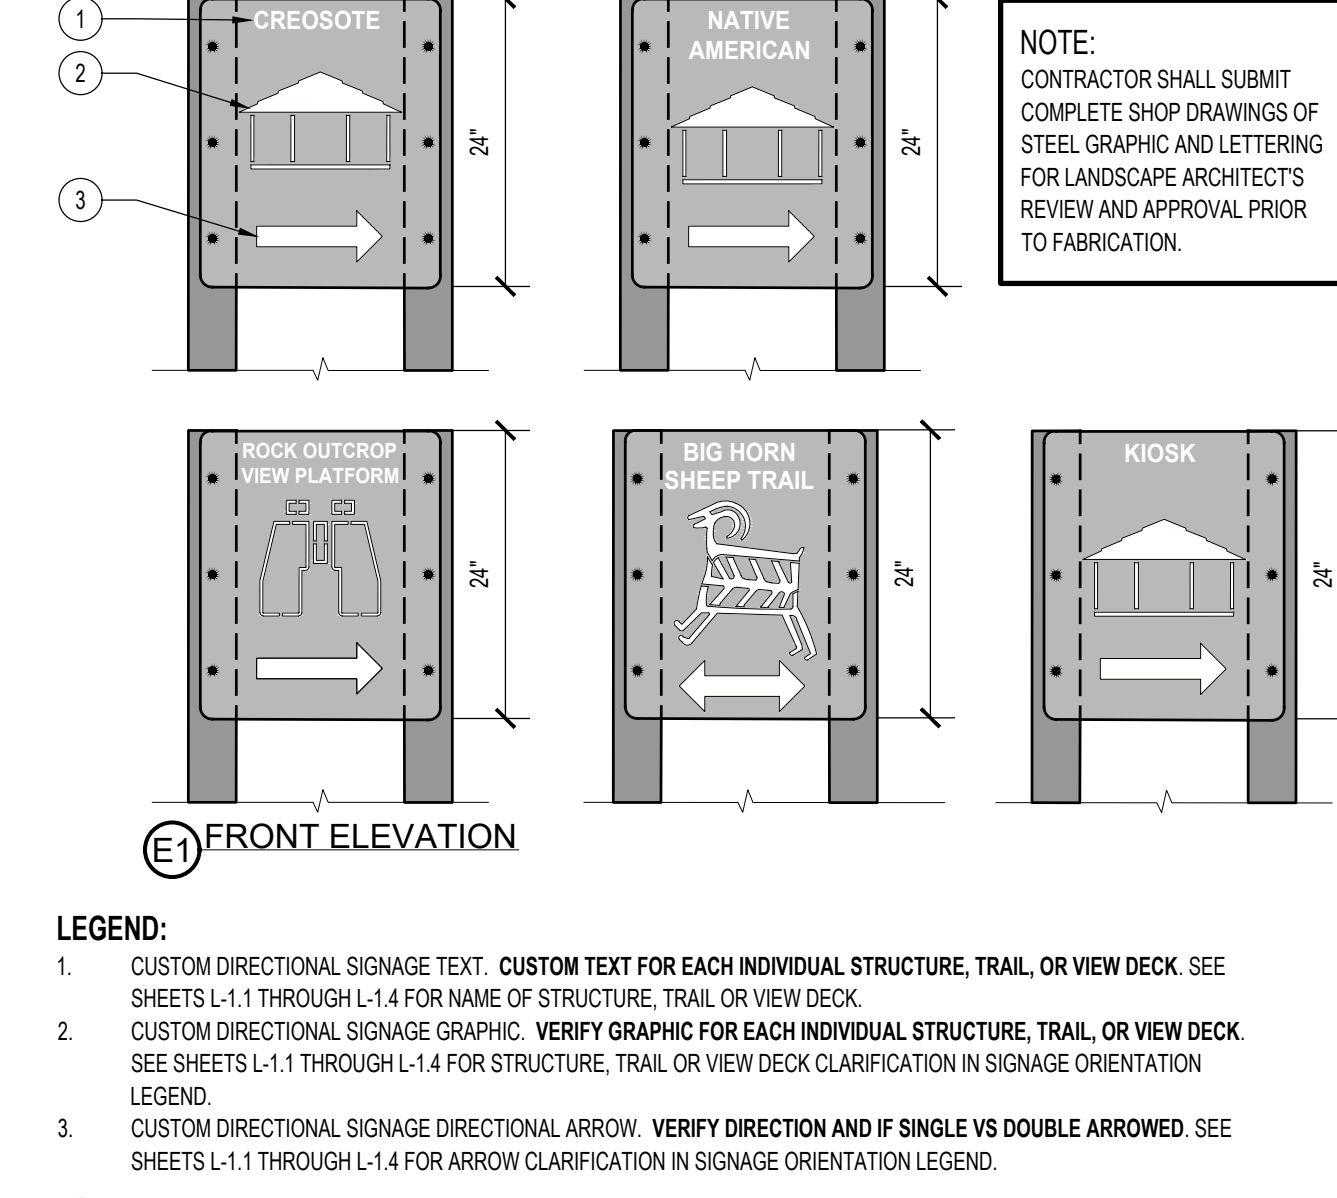 1
CREOSOTE
2
3
24"
NATIVE
AMERICAN
24"
NOTE:
CONTRACTOR SHALL SUBMIT
COMPLETE SHOP DRAWINGS OF
STEEL GRAPHIC AND LETTERING
FOR LANDSCAPE ARCHITECT'S
REVIEW AND APPROVAL PRIOR
TO FABRICATION.
ROCK OUTCROP
VIEW PLATFORM
24"
BIG HORN
SHEEP TRAIL
24"
KIOSK
24"
E1 FRONT ELEVATION
LEGEND:
1. CUSTOM DIRECTIONAL SIGNAGE TEXT. CUSTOM TEXT FOR EACH INDIVIDUAL STRUCTURE, TRAIL, OR VIEW DECK. SEE
SHEETS L-1.1 THROUGH L-1.4 FOR NAME OF STRUCTURE, TRAIL OR VIEW DECK.
2. CUSTOM DIRECTIONAL SIGNAGE GRAPHIC. VERIFY GRAPHIC FOR EACH INDIVIDUAL STRUCTURE, TRAIL, OR VIEW DECK.
SEE SHEETS L-1.1 THROUGH L-1.4 FOR STRUCTURE, TRAIL OR VIEW DECK CLARIFICATION IN SIGNAGE ORIENTATION
LEGEND.
3. CUSTOM DIRECTIONAL SIGNAGE DIRECTIONAL ARROW. VERIFY DIRECTION AND IF SINGLE VS DOUBLE ARROWED. SEE
SHEETS L-1.1 THROUGH L-1.4 FOR ARROW CLARIFICATION IN SIGNAGE ORIENTATION LEGEND.